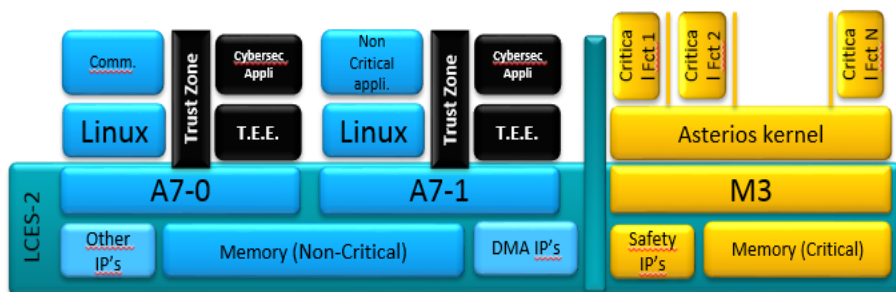 Comm.
Trust Zone
Cybersec
Appli
Non
Critical
appli.
Trust Zone
Cybersec
Appli
Critica
l Fct 1
Critica
l Fct 2
Critica
l Fct N
Linux
T.E.E.
Linux
T.E.E.
Asterios kernel
LCES-2
A7-0
A7-1
M3
Other
IP's
Memory (Non-Critical)
DMA IP's
Safety
IP's
Memory (Critical)